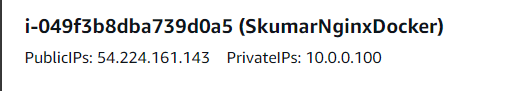 i-049f3b8dba739d0a5 (SkumarNginxDocker)
PublicIPs: 54.224.161.143 PrivateIPs: 10.0.0.100